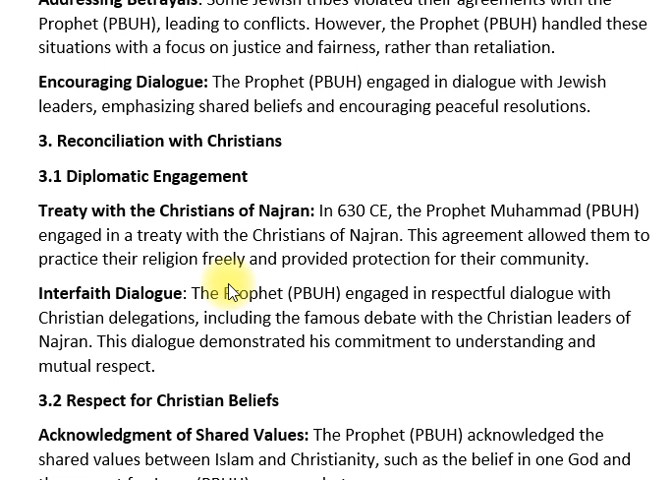 Addressing Betrayals: Some Jewish tribes violated their agreements with the
Prophet (PBUH), leading to conflicts. However, the Prophet (PBUH) handled these
situations with a focus on justice and fairness, rather than retaliation.
Encouraging Dialogue: The Prophet (PBUH) engaged in dialogue with Jewish
leaders, emphasizing shared beliefs and encouraging peaceful resolutions.
3. Reconciliation with Christians
3.1 Diplomatic Engagement
Treaty with the Christians of Najran: In 630 CE, the Prophet Muhammad (PBUH)
engaged in a treaty with the Christians of Najran. This agreement allowed them to
practice their religion freely and provided protection for their community.
Interfaith Dialogue: The Prophet (PBUH) engaged in respectful dialogue with
Christian delegations, including the famous debate with the Christian leaders of
Najran. This dialogue demonstrated his commitment to understanding and
mutual respect.
3.2 Respect for Christian Beliefs
Acknowledgment of Shared Values: The Prophet (PBUH) acknowledged the
shared values between Islam and Christianity, such as the belief in one God and